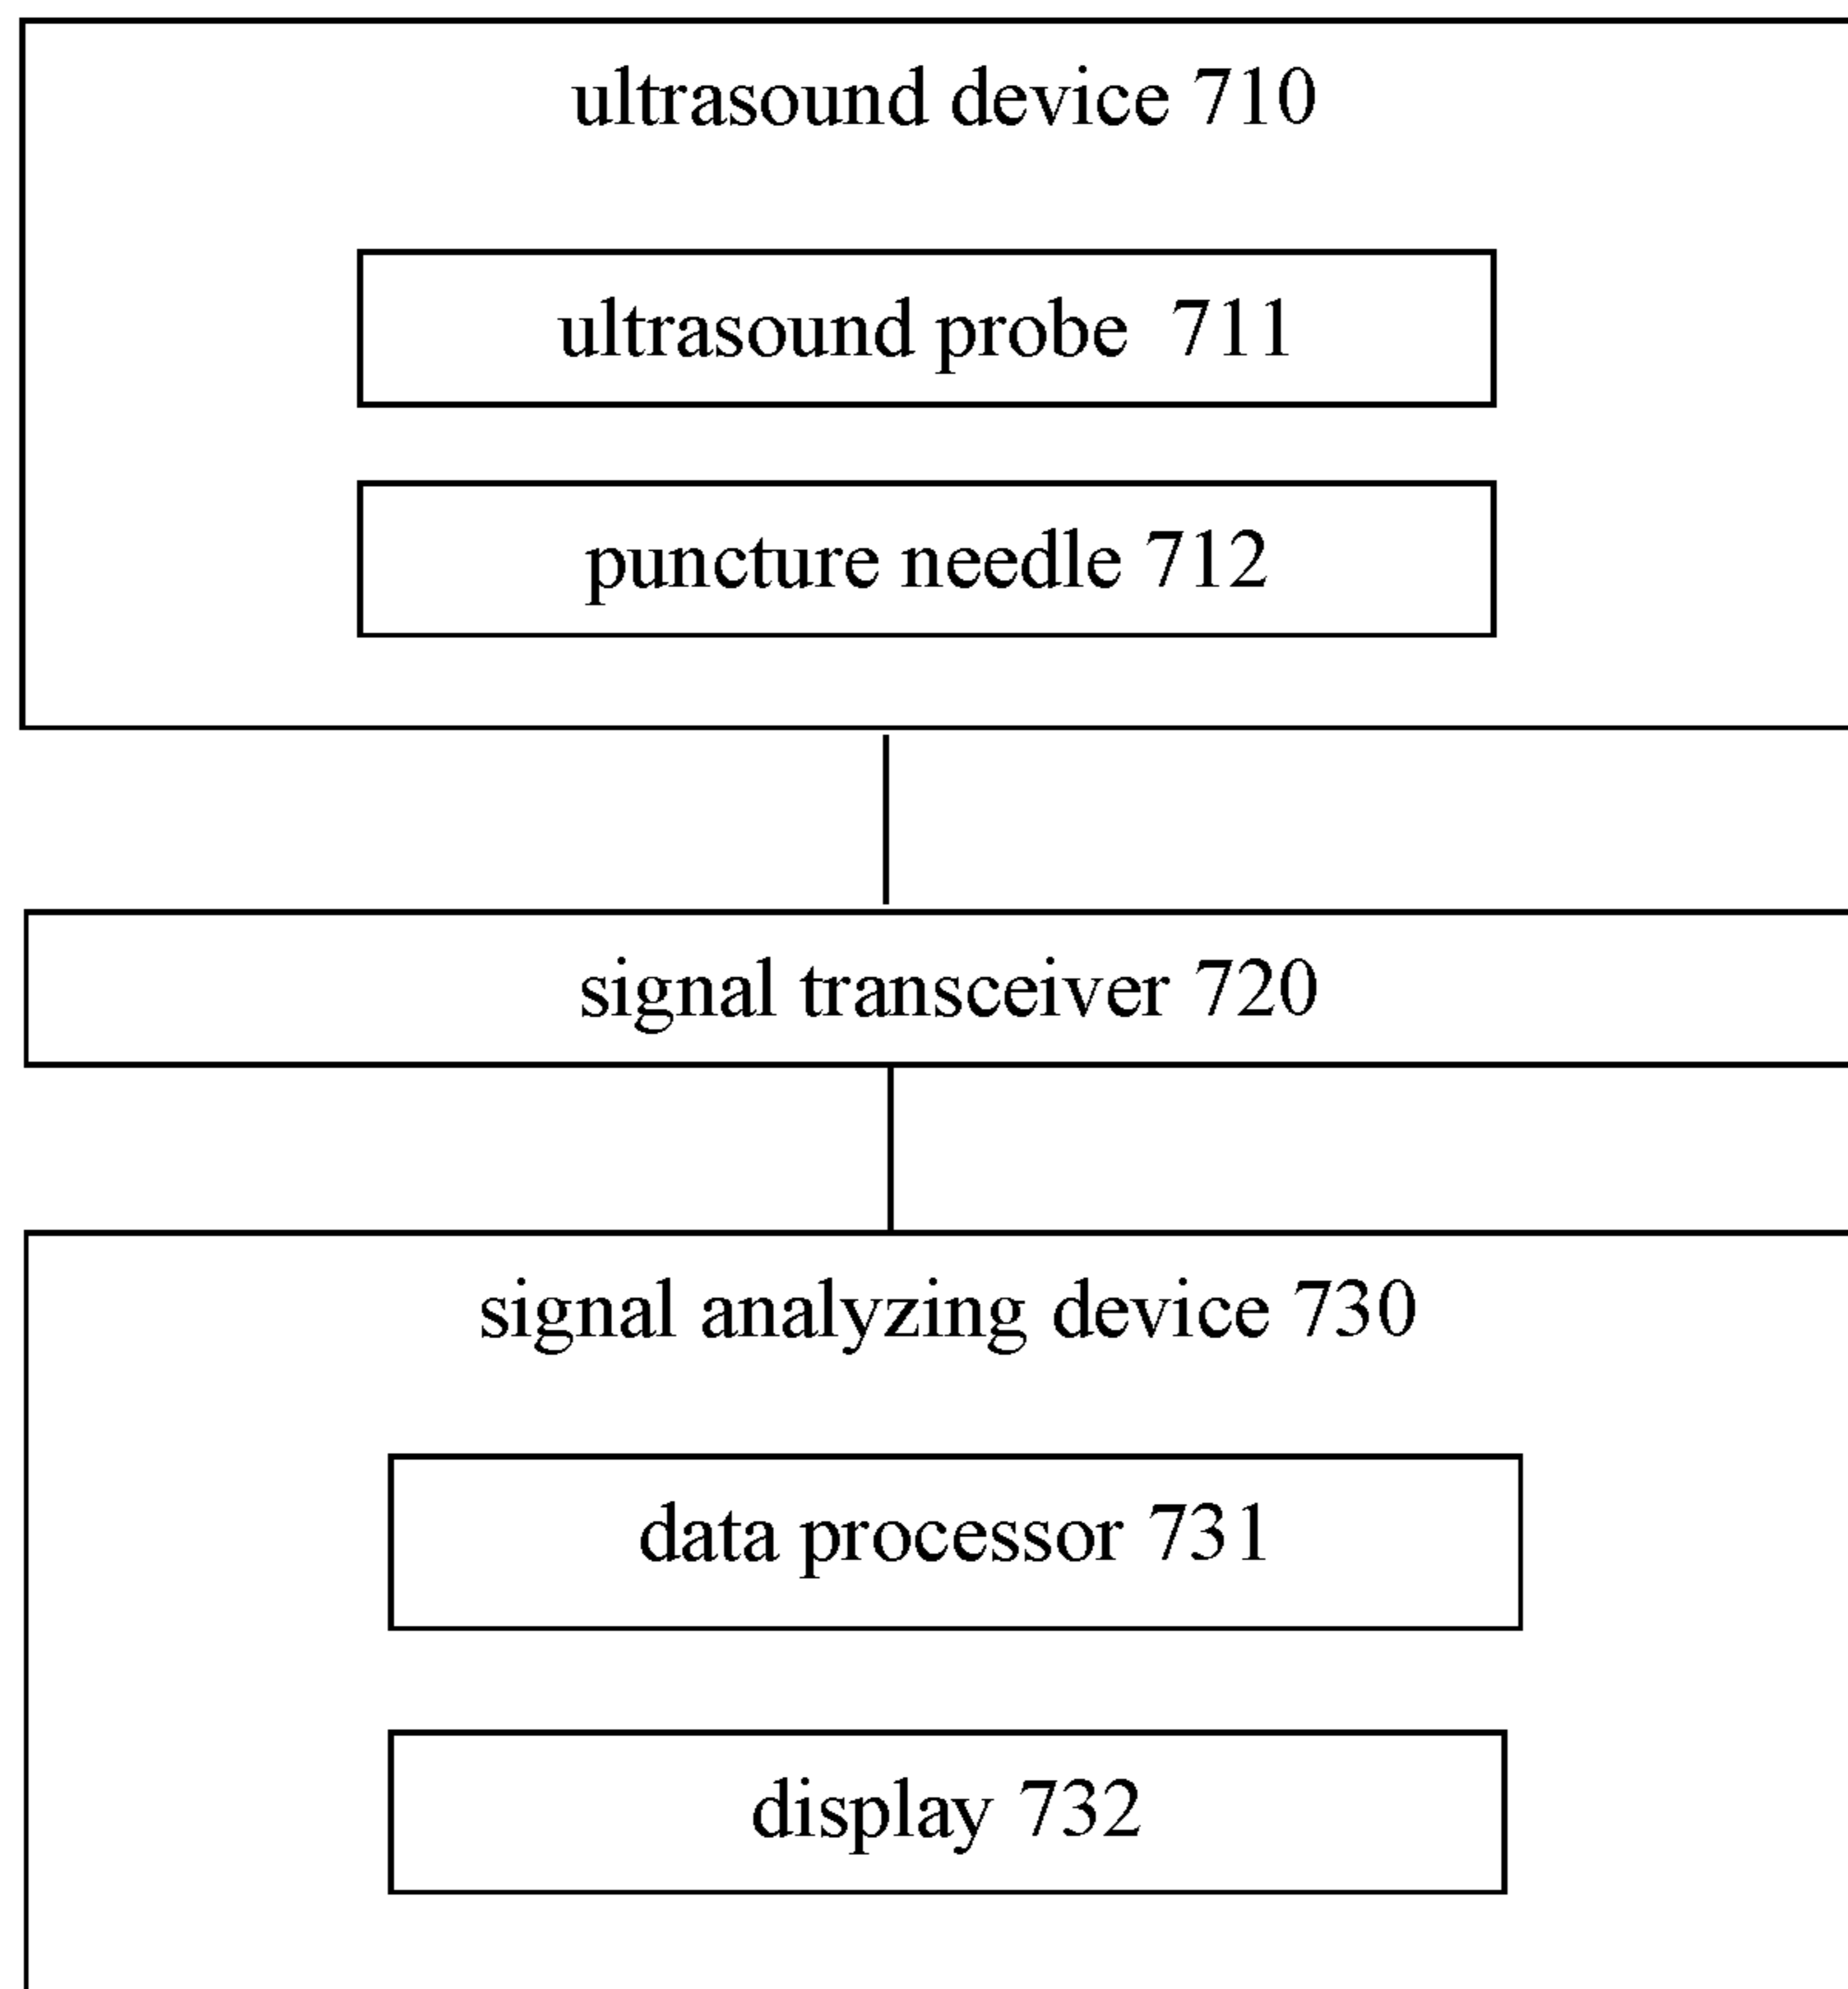 ultrasound device 710
ultrasound probe 711
puncture needle 712
signal transceiver 720
signal analyzing device 730
data processor 731
display 732